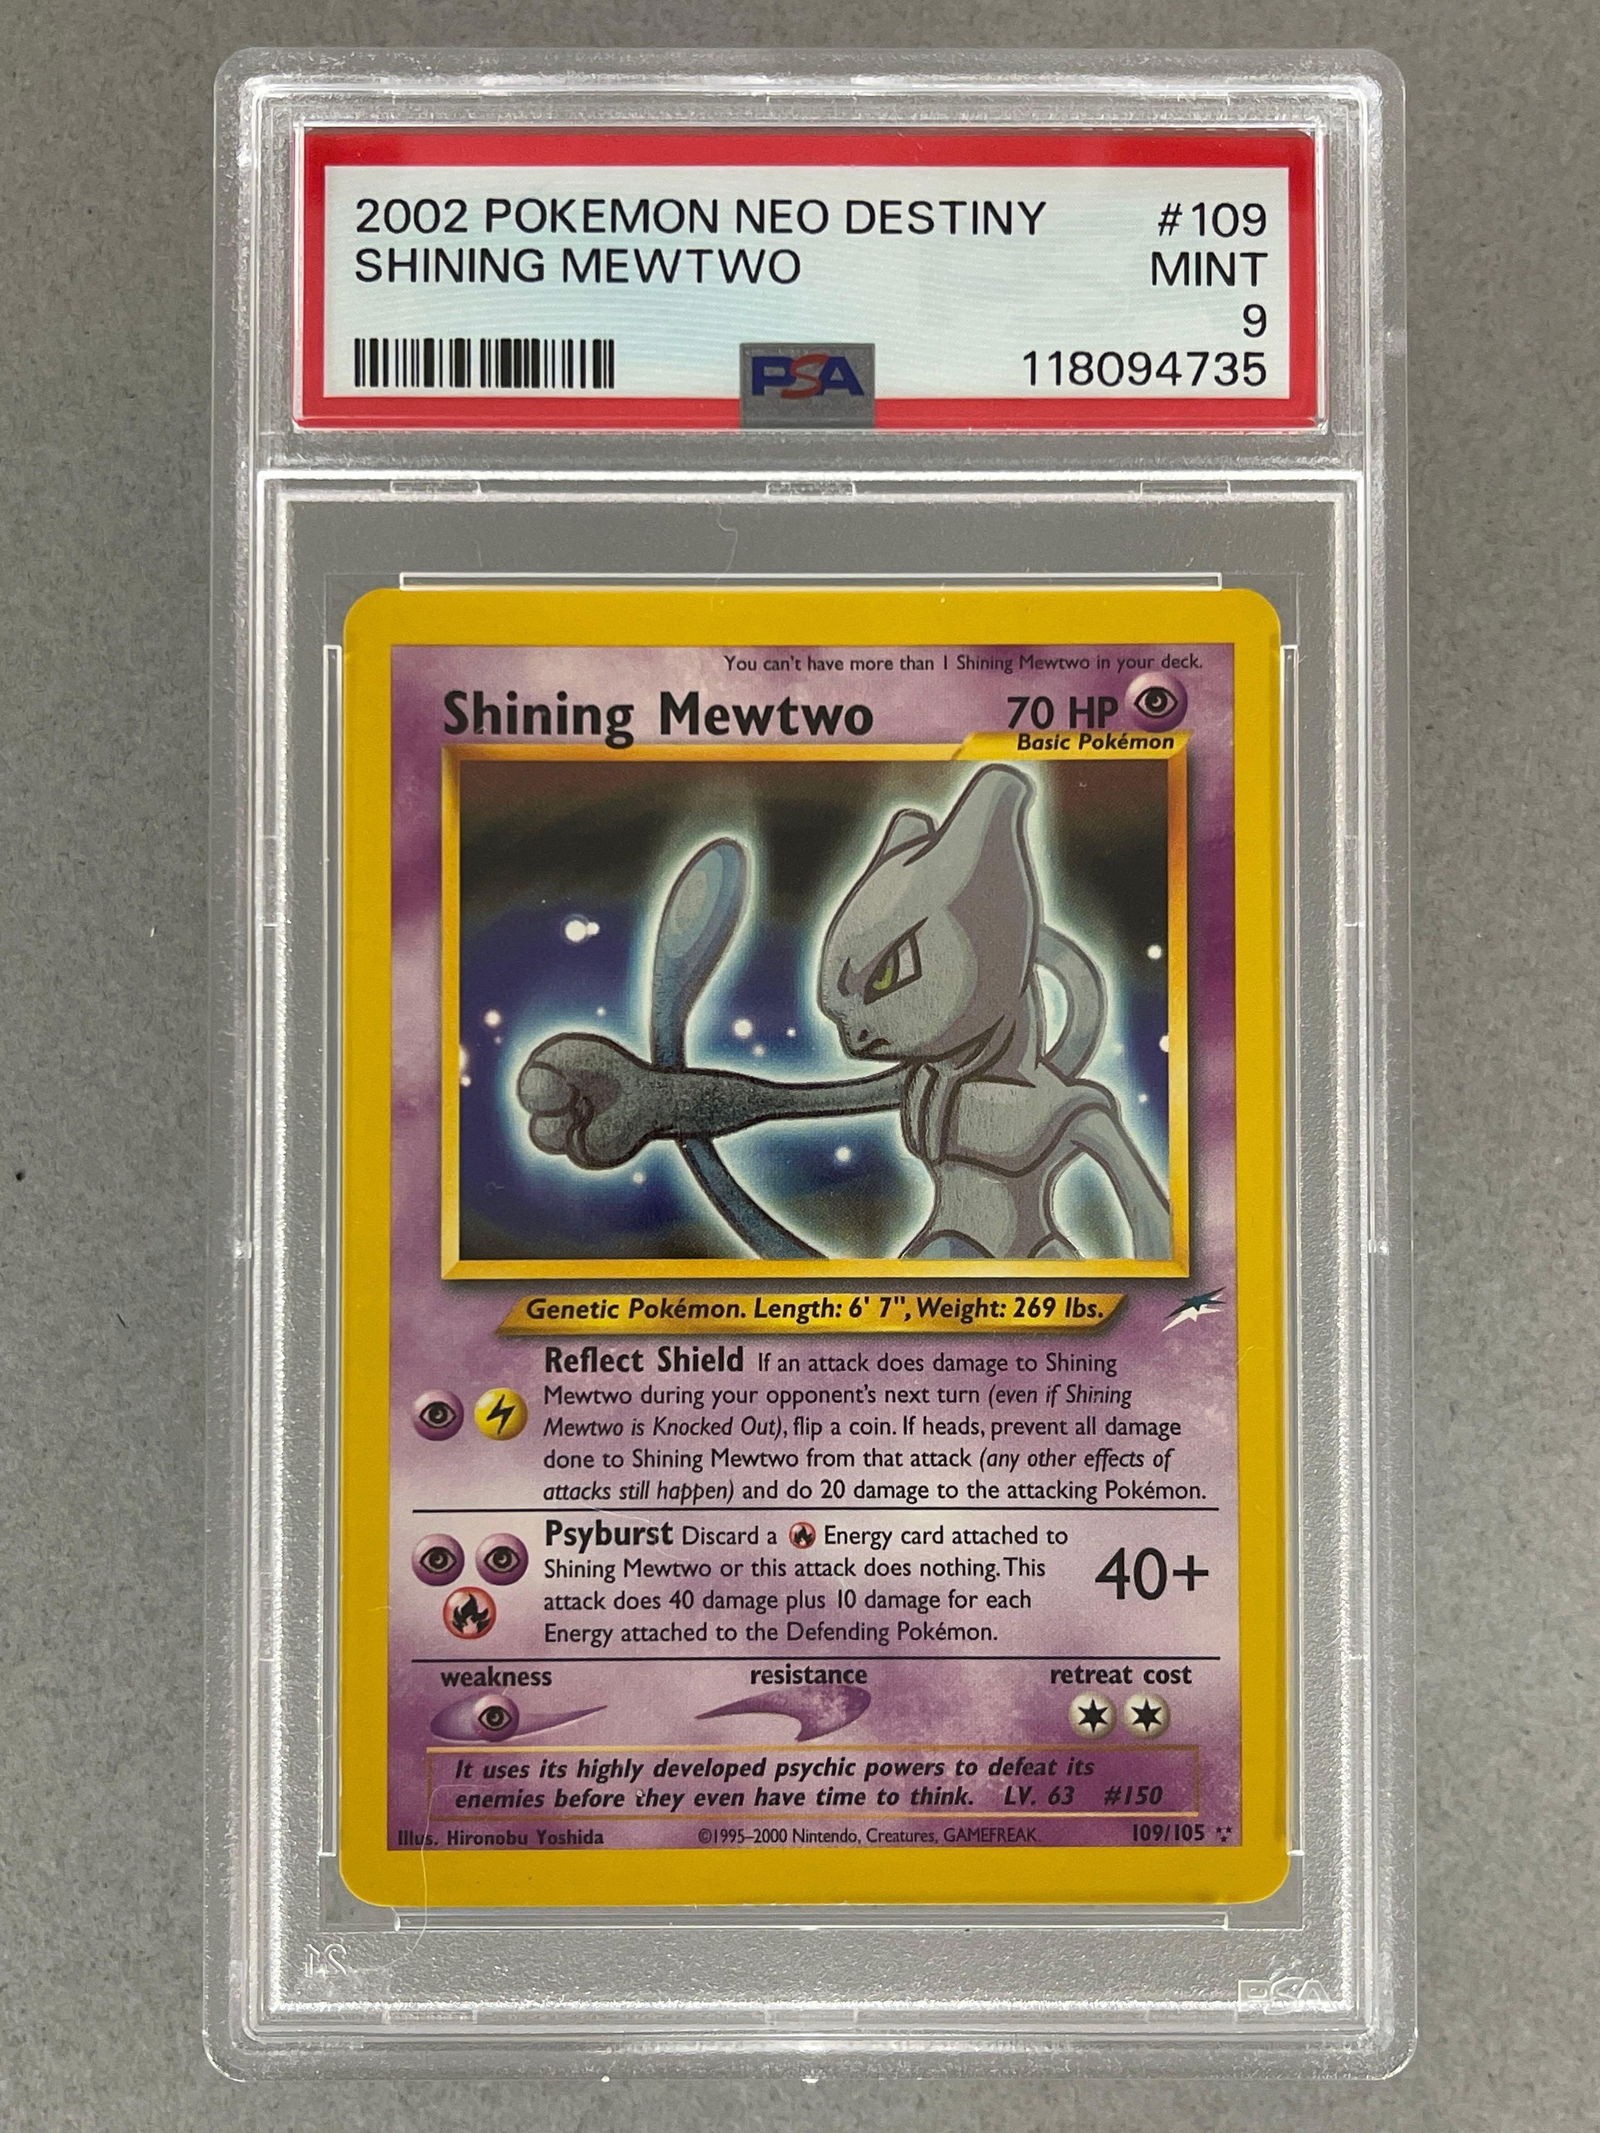 2002 POKEMON NEO DESTINY #109
SHINING MEWTWO MINT
9
PSA 118094735
You can't have more than 1 Shining Mewtwo in your deck.
Shining Mewtwo 70 HP
Basic Pokémon
Genetic Pokémon. Length: 6' 7", Weight: 269 lbs.
Reflect Shield If an attack does damage to Shining
Mewtwo during your opponent's next turn (even if Shining
Mewtwo is Knocked Out), flip a coin. If heads, prevent all damage
done to Shining Mewtwo from that attack (any other effects of
attacks still happen) and do 20 damage to the attacking Pokémon.
Psyburst Discard a Energy card attached to
Shining Mewtwo or this attack does nothing. This
attack does 40 damage plus 10 damage for each
Energy attached to the Defending Pokémon.
40+
weakness resistance retreat cost
It uses its highly developed psychic powers to defeat its
enemies before they even have time to think. LV. 63 #150
Illus. Hironobu Yoshida ©1995–2000 Nintendo, Creatures, GAMEFREAK. 109/105
21 PSA